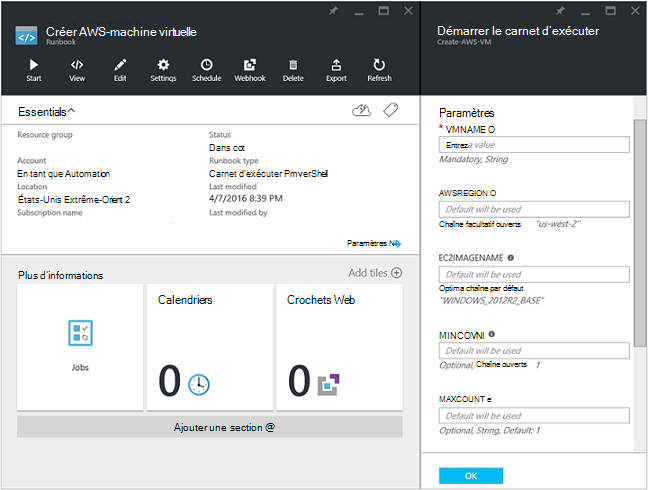 Créer AWS-machine virtuelle
Runbook
Start
View
Edit
Settings
Schedule
Webhook
Delete
Export
Refresh
Essentials
Resource group
Status
Dans cot
Account
Runbook type
En tant que Automation
Carnet d'exécuter PmverShell
Location
Last modified
États-Unis Extrême-Orient 2
4/7/2016 8:39 PM
Subscription name
Last modified by
Paramètres Nll
Plus d'informations
Add tiles
Jobs
Calendriers
0
Crochets Web
0
Ajouter une section @
Démarrer le carnet d'exécuter
Create-AWS-VM
Paramètres
* VMNAME O
Entreza value
Mandatory, String
AWSREGION O
Default will be used
Chaîne facultatif ouverts "us-west-2"
EC2IMAGENAME
Default will be used
Optima chaîne par défaut
"WINDOWS_2012R2_BASE"
MINCOVNI
Default will be used
Optional, Chaîne ouverts 1
MAXCOUNT e
Default will be used
Optional, String, Default: 1
OK